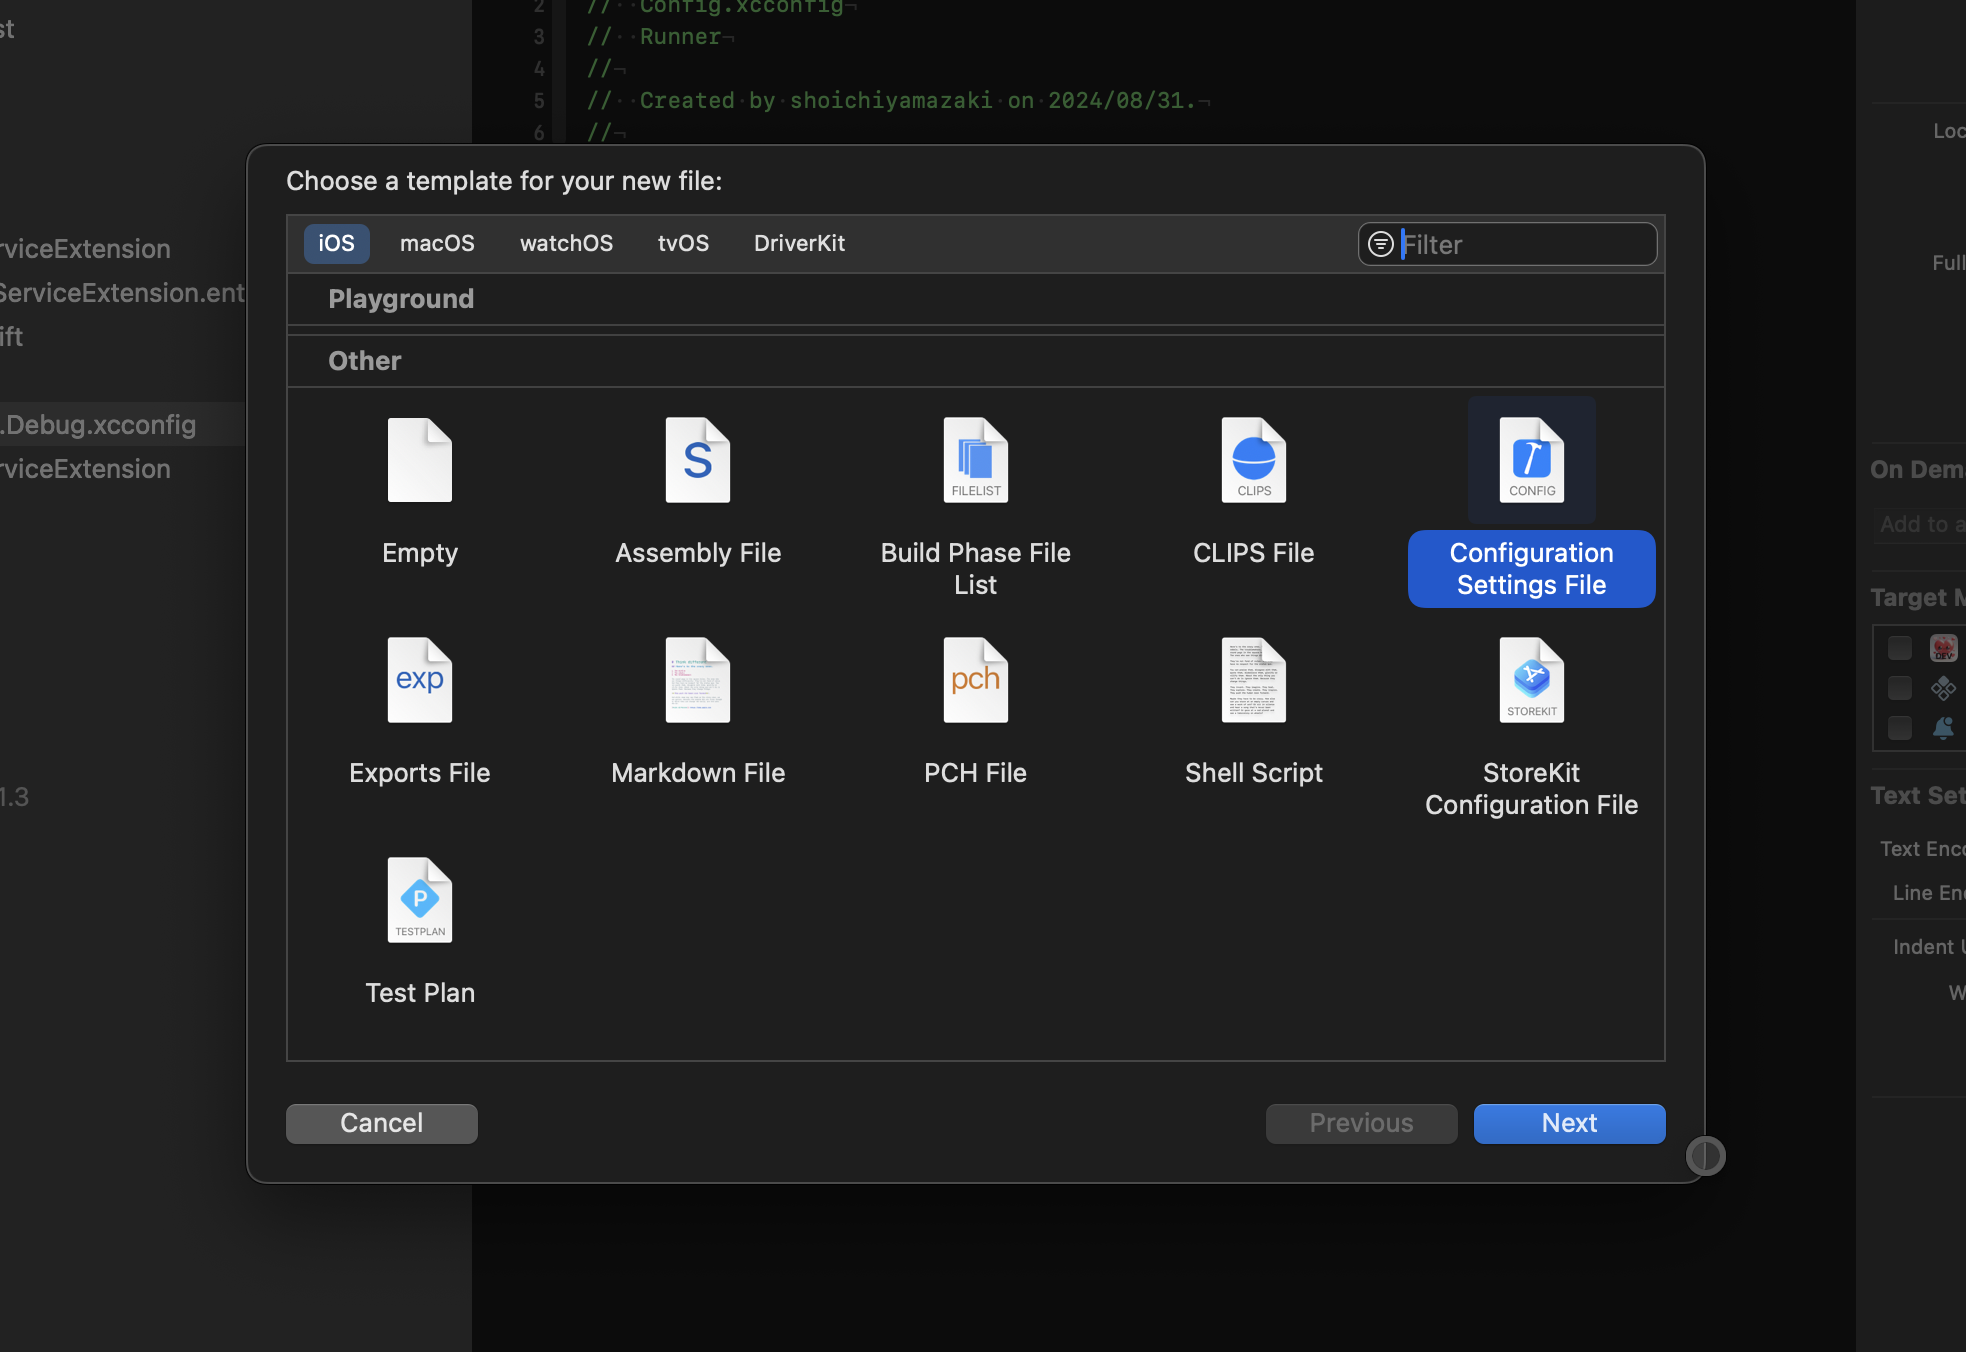 2 // Config.xcconfig
st
3 // Runner
4 //
5 // Created by shoichiyamazaki on 2024/08/31.
6 //
Choose a template for your new file:
iOS macOS watchOS tvOS DriverKit Filter
Playground
Other
S
FILELIST
CLIPS
CONFIG
Empty
Assembly File
Build Phase File
List
CLIPS File
Configuration
Settings File
exp
pch
STOREKIT
Exports File
Markdown File
PCH File
Shell Script
StoreKit
Configuration File
P
TESTPLAN
Test Plan
Cancel
Previous
Next
rviceExtension
ServiceExtension.ent
ift
.Debug.xcconfig
rviceExtension
1.3
Loc
Full
On Dem
Add to a
Target M
DEV
Text Set
Text Enco
Line End
Indent U
W